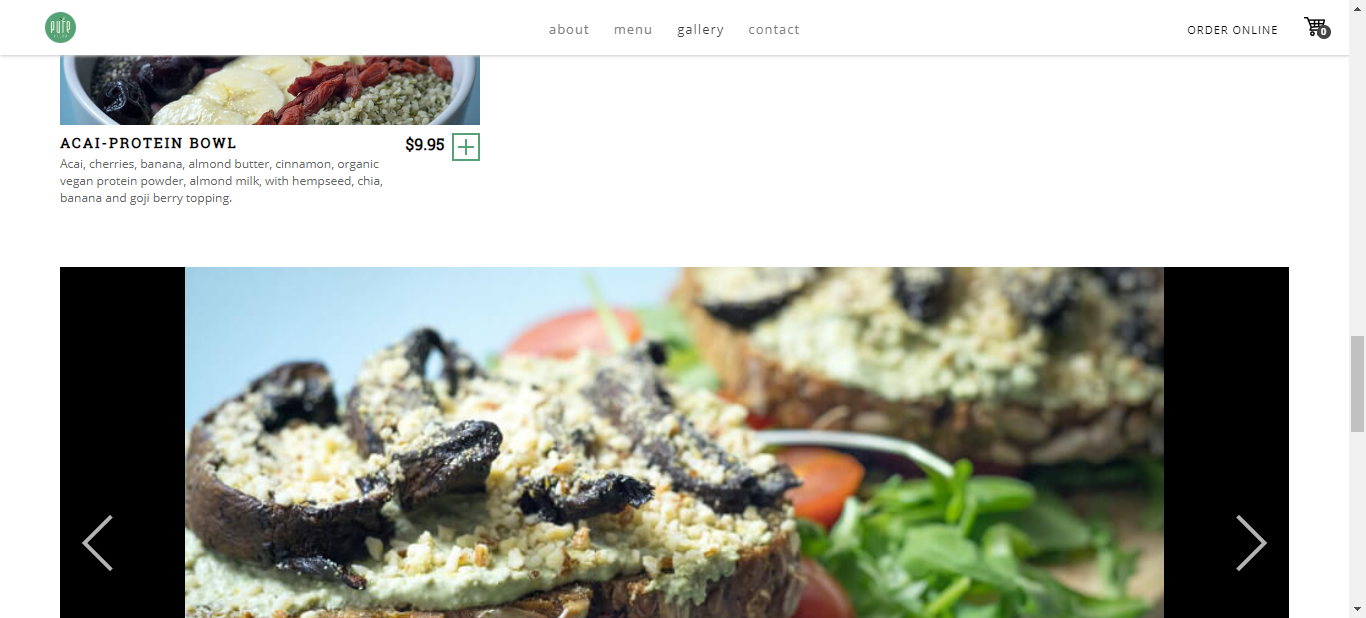 pure
about
menu
gallery
contact
ORDER ONLINE
0
ACAI-PROTEIN BOWL
$9.95
Acai, cherries, banana, almond butter, cinnamon, organic
vegan protein powder, almond milk, with hempseed, chia,
banana and goji berry topping.